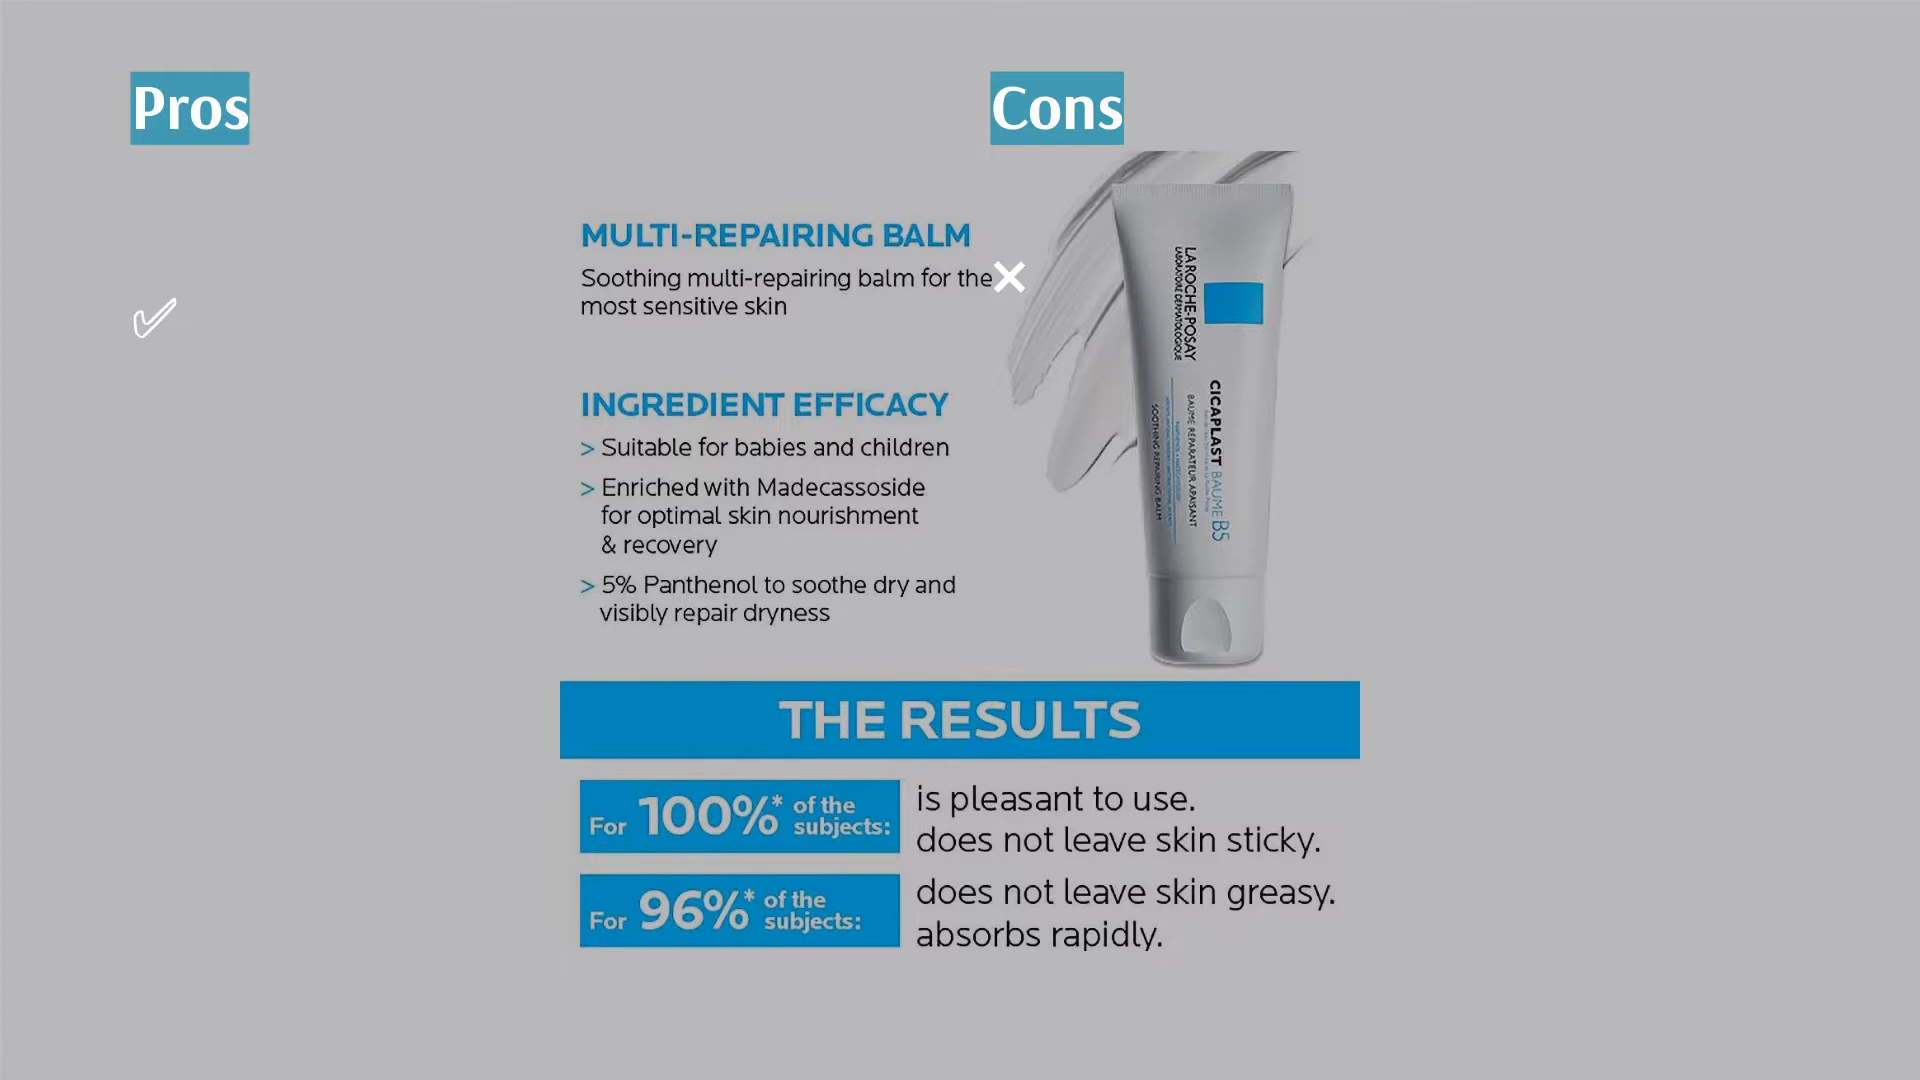 Pros
Cons
MULTI-REPAIRING BALM
Soothing multi-repairing balm for the
most sensitive skin
INGREDIENT EFFICACY
> Suitable for babies and children
> Enriched with Madecassoside
for optimal skin nourishment
& recovery
> 5% Panthenol to soothe dry and
visibly repair dryness
LA ROCHE-POSAY
LABORATOIRE DERMATOLOGIQUE
CICAPLAST BAUME B5
BAUME RÉPARATEUR APAISANT
SOOTHING REPAIRING BALM
THE RESULTS
For 100%* of the subjects:
is pleasant to use.
does not leave skin sticky.
For 96%* of the subjects:
does not leave skin greasy.
absorbs rapidly.